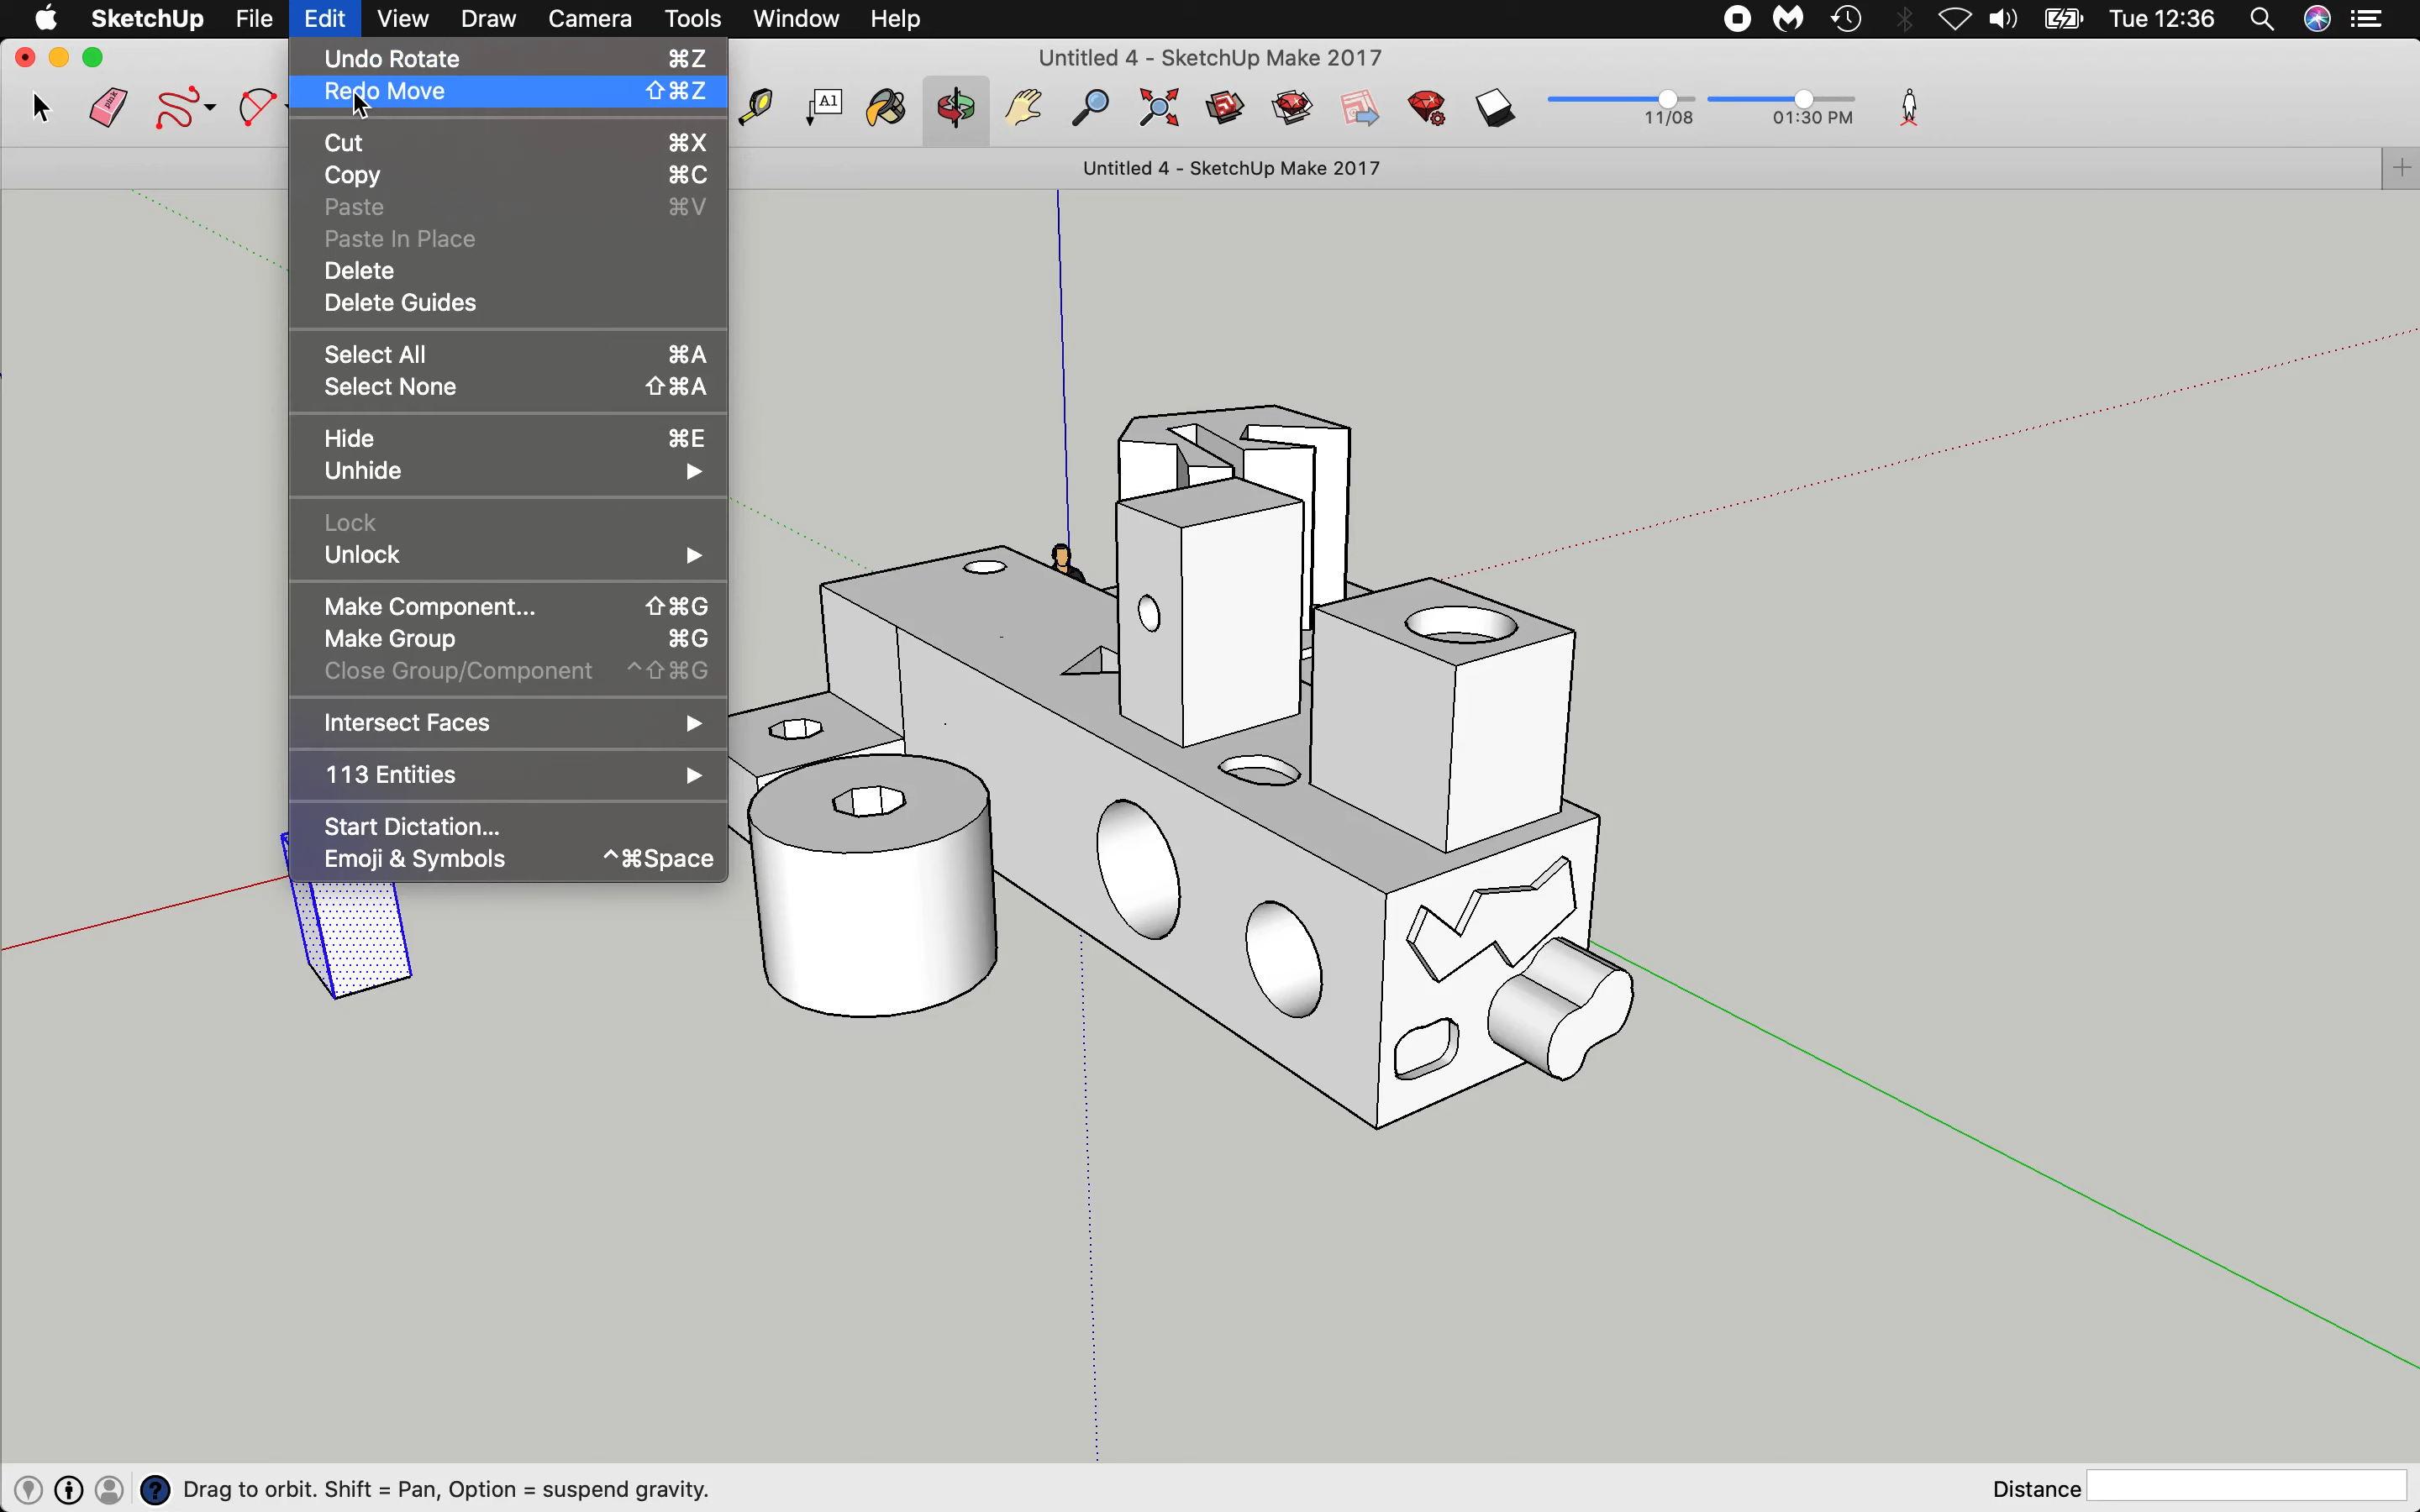 SketchUp File Edit View Draw Camera Tools Window Help Tue 12:36
Untitled 4 - SketchUp Make 2017
Undo Rotate ⌘Z
Redo Move ⇧⌘Z
Cut ⌘X
Copy ⌘C
Paste ⌘V
Paste In Place
Delete
Delete Guides
Select All ⌘A
Select None ⇧⌘A
Hide ⌘E
Unhide ▶
Lock
Unlock ▶
Make Component... ⇧⌘G
Make Group ⌘G
Close Group/Component ^⇧⌘G
Intersect Faces ▶
113 Entities ▶
Start Dictation...
Emoji & Symbols ^⌘Space
pink
A1
11/08
01:30 PM
Untitled 4 - SketchUp Make 2017
Drag to orbit. Shift = Pan, Option = suspend gravity.
Distance